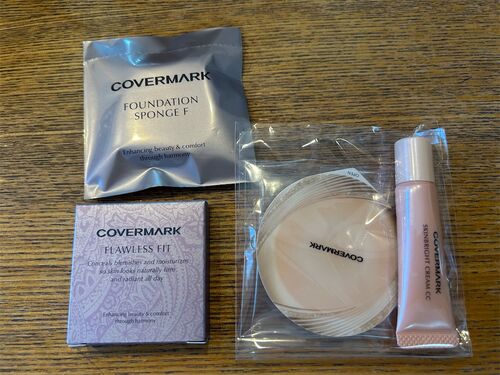 COVERMARK
FOUNDATION
SPONGE F
Enhancing beauty & comfort
through harmony
COVERMARK
FLAWLESS FIT
Conceals blemishes and moisturizes
so skin looks naturally firm
and radiant all day
Enhancing beauty & comfort
through harmony
OPEN
COVERMARK
COVERMARK
SKINBRIGHT CREAM CC